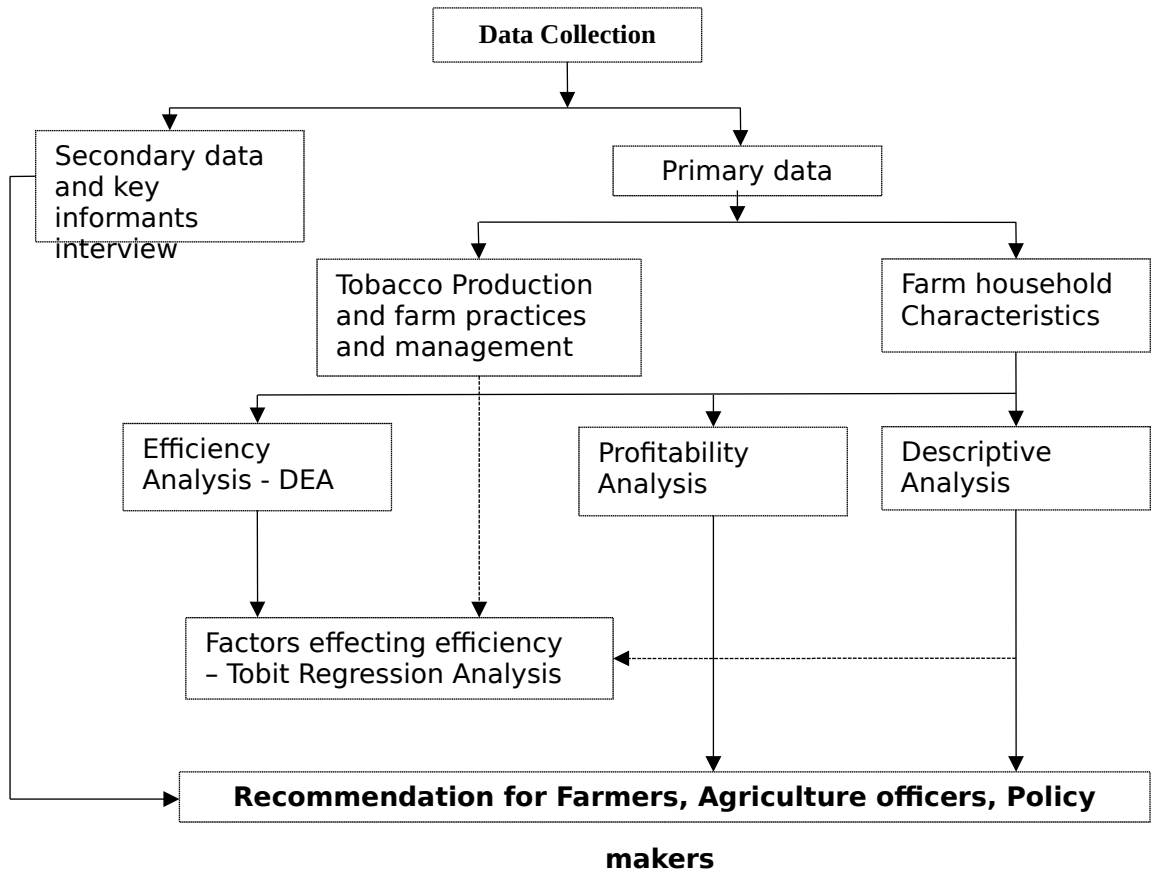 Data Collection
Secondary data
and key
informants
interview
Primary data
Tobacco Production
and farm practices
and management
Farm household
Characteristics
Efficiency
Analysis - DEA
Profitability
Analysis
Descriptive
Analysis
Factors effecting efficiency
– Tobit Regression Analysis
Recommendation for Farmers, Agriculture officers, Policy
makers